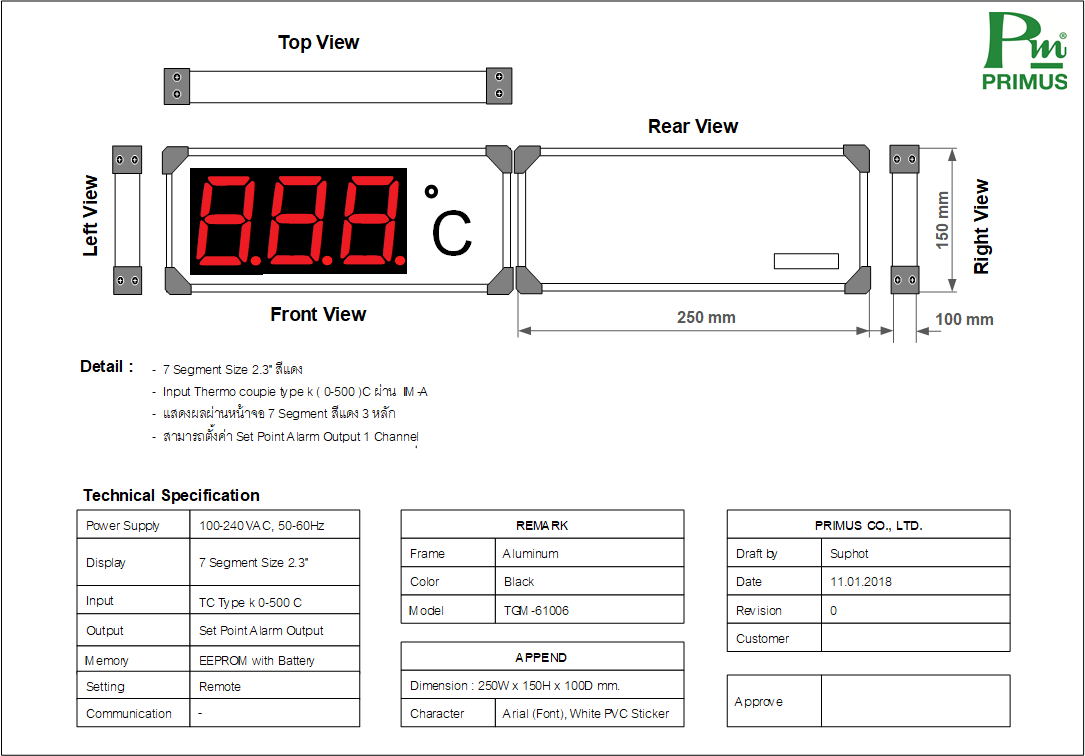 Top View
Pm®
PRIMUS
Rear View
Left View
8.8.8.
°C
150 mm
Right View
Front View
250 mm
100 mm
Detail :
- 7 Segment Size 2.3" สีแดง
- Input Thermo coupie type k ( 0-500 )C ผ่าน IM-A
- แสดงผลผ่านหน้าจอ 7 Segment สีแดง 3 หลัก
- สามารถตั้งค่า Set Point Alarm Output 1 Channel
Technical Specification
Power Supply 100-240 VAC, 50-60Hz
Display 7 Segment Size 2.3"
Input TC Type k 0-500 C
Output Set Point Alarm Output
Memory EEPROM with Battery
Setting Remote
Communication -
REMARK
Frame Aluminum
Color Black
Model TGM-61006
APPEND
Dimension : 250W x 150H x 100D mm.
Character Arial (Font), White PVC Sticker
PRIMUS CO., LTD.
Draft by Suphot
Date 11.01.2018
Revision 0
Customer
Approve